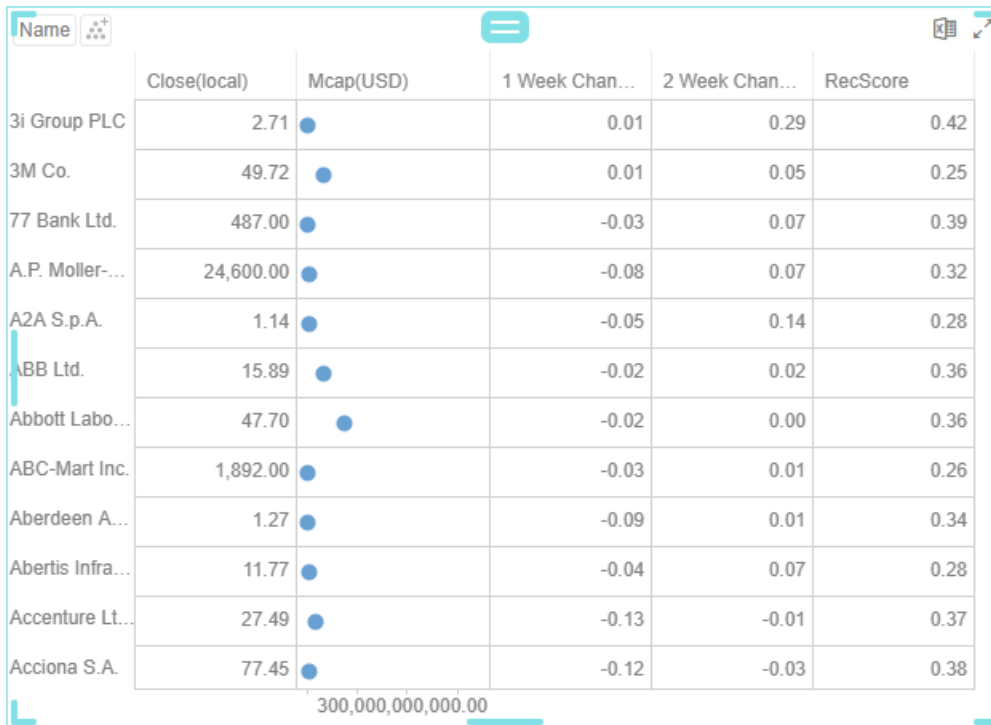 Name
Close(local) Mcap(USD) 1 Week Chan... 2 Week Chan... RecScore
3i Group PLC 2.71 0.01 0.29 0.42
3M Co. 49.72 0.01 0.05 0.25
77 Bank Ltd. 487.00 -0.03 0.07 0.39
A.P. Moller-... 24,600.00 -0.08 0.07 0.32
A2A S.p.A. 1.14 -0.05 0.14 0.28
ABB Ltd. 15.89 -0.02 0.02 0.36
Abbott Labo... 47.70 -0.02 0.00 0.36
ABC-Mart Inc. 1,892.00 -0.03 0.01 0.26
Aberdeen A... 1.27 -0.09 0.01 0.34
Abertis Infra... 11.77 -0.04 0.07 0.28
Accenture Lt... 27.49 -0.13 -0.01 0.37
Acciona S.A. 77.45 -0.12 -0.03 0.38
300,000,000,000.00